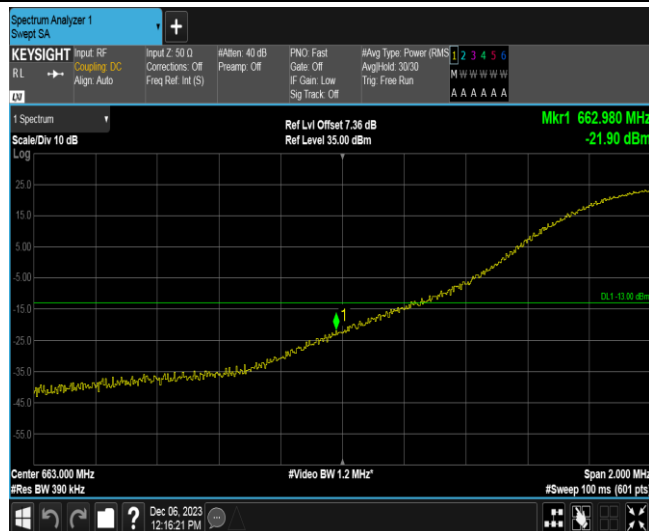 Spectrum Analyzer 1
Swept SA
+
KEYSIGHT
RL
LXI
Input: RF
Coupling: DC
Align: Auto
Input Z: 50 Ω
Corrections: Off
Freq Ref: Int (S)
#Atten: 40 dB
Preamp: Off
PNO: Fast
Gate: Off
IF Gain: Low
Sig Track: Off
#Avg Type: Power (RMS
Avg|Hold: 30/30
Trig: Free Run
1 2 3 4 5 6
M W W W W W
A A A A A A
1 Spectrum
Scale/Div 10 dB
Log
Ref Lvl Offset 7.36 dB
Ref Level 35.00 dBm
Mkr1 662.980 MHz
-21.90 dBm
25.0
15.0
5.00
-5.00
-15.0
-25.0
-35.0
-45.0
-55.0
1
DL1 -13.00 dBm
Center 663.000 MHz
#Res BW 390 kHz
#Video BW 1.2 MHz*
Span 2.000 MHz
#Sweep 100 ms (601 pts)
?
Dec 06, 2023
12:16:21 PM